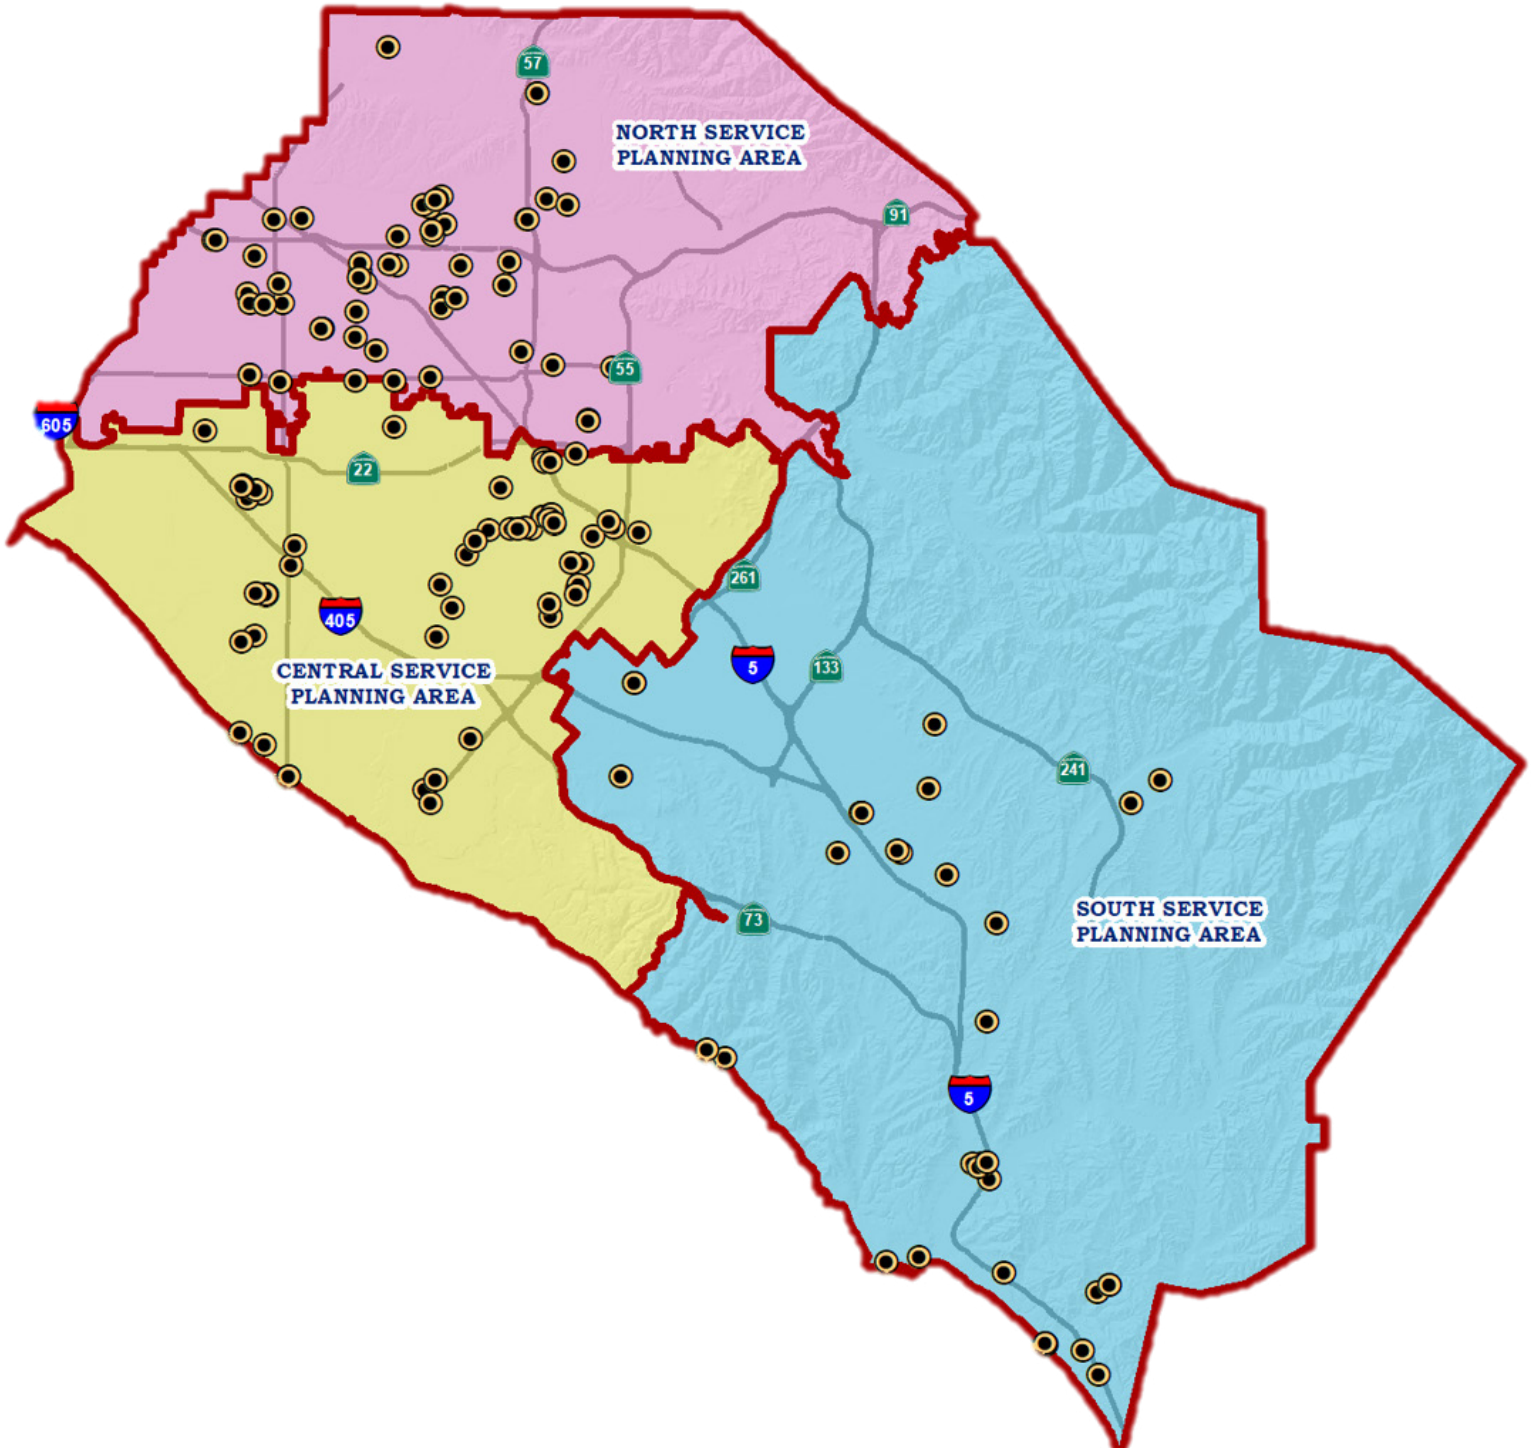 57
NORTH SERVICE
PLANNING AREA
91
55
605
22
261
405
5
133
CENTRAL SERVICE
PLANNING AREA
241
SOUTH SERVICE
PLANNING AREA
73
5